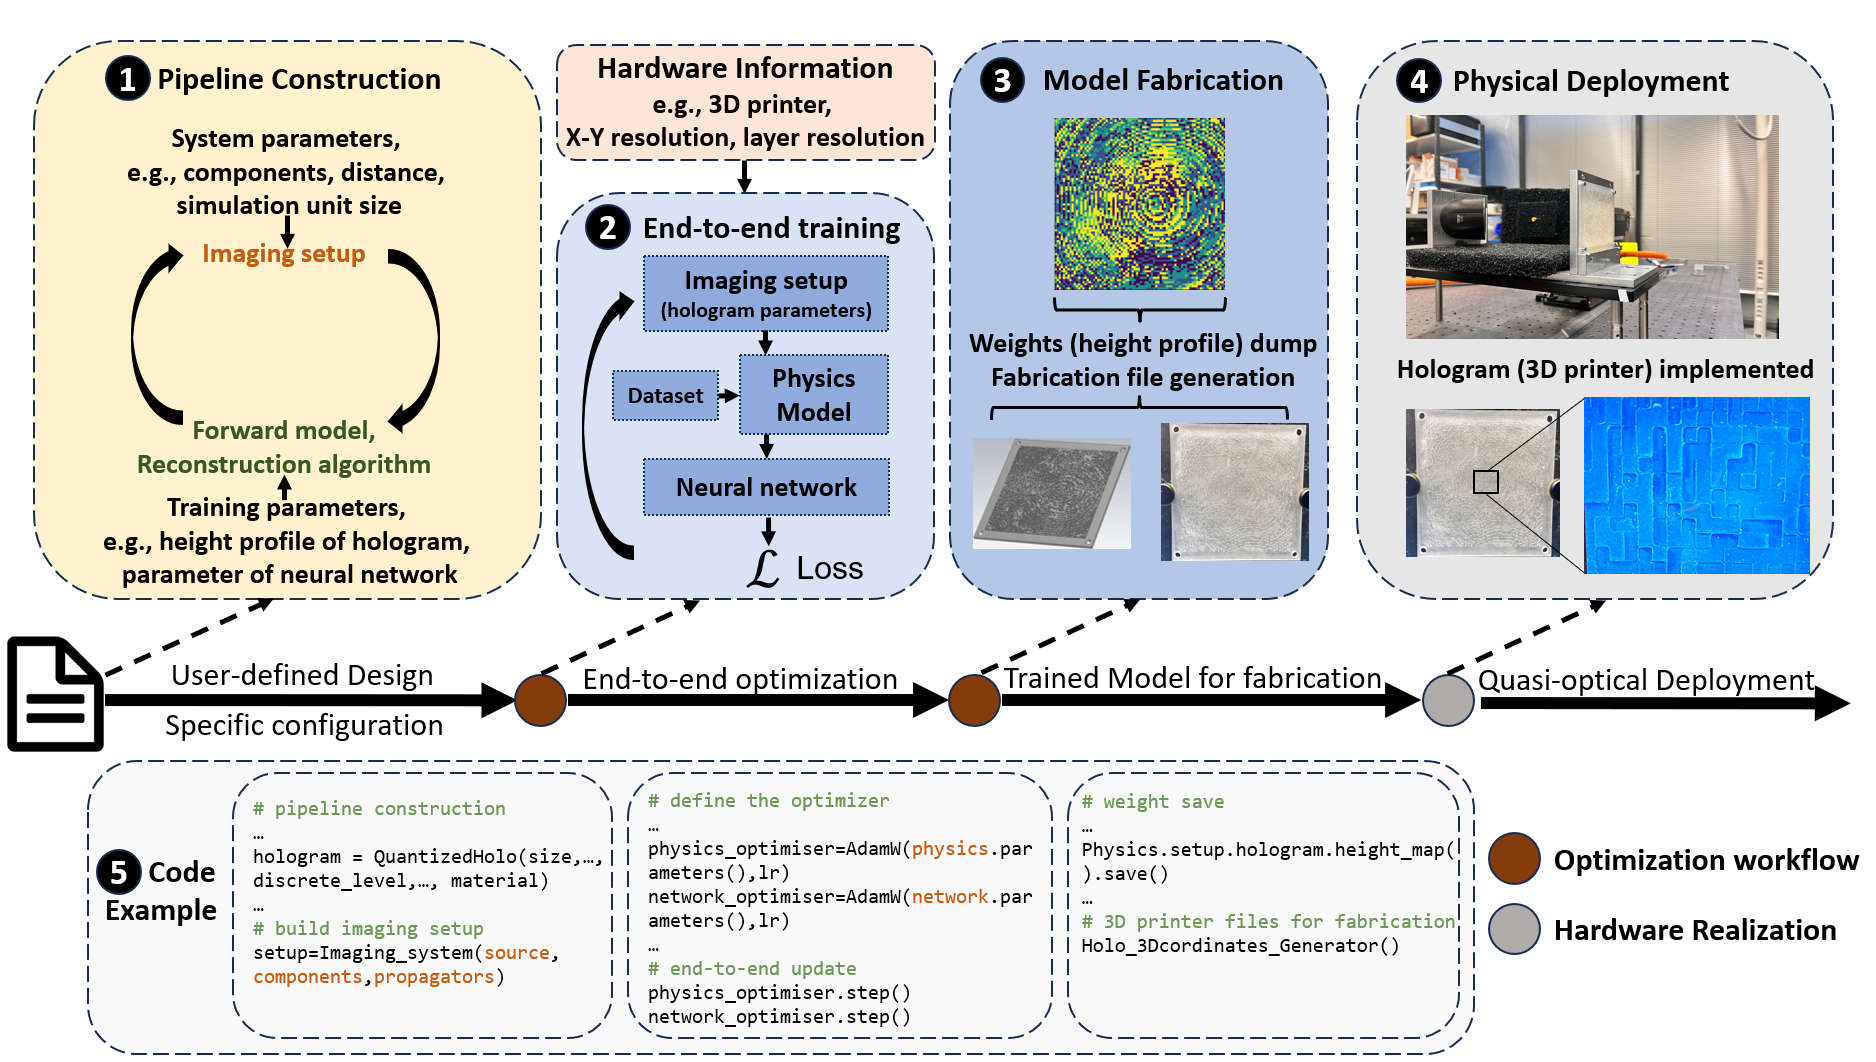 1 Pipeline Construction
System parameters,
e.g., components, distance,
simulation unit size
Imaging setup
Forward model,
Reconstruction algorithm
Training parameters,
e.g., height profile of hologram,
parameter of neural network
Hardware Information
e.g., 3D printer,
X-Y resolution, layer resolution
2 End-to-end training
Imaging setup
(hologram parameters)
Dataset
Physics
Model
Neural network
ℒ Loss
3 Model Fabrication
Weights (height profile) dump
Fabrication file generation
4 Physical Deployment
Hologram (3D printer) implemented
User-defined Design
Specific configuration
End-to-end optimization
Trained Model for fabrication
Quasi-optical Deployment
5 Code
Example
# pipeline construction
…
hologram = QuantizedHolo(size,…,
discrete_level,…, material)
…
# build imaging setup
setup=Imaging_system(source,
components,propagators)
# define the optimizer
…
physics_optimiser=AdamW(physics.par
ameters(),lr)
network_optimiser=AdamW(network.par
ameters(),lr)
…
# end-to-end update
physics_optimiser.step()
network_optimiser.step()
# weight save
…
Physics.setup.hologram.height_map(
).save()
…
# 3D printer files for fabrication
Holo_3Dcoordinates_Generator()
Optimization workflow
Hardware Realization